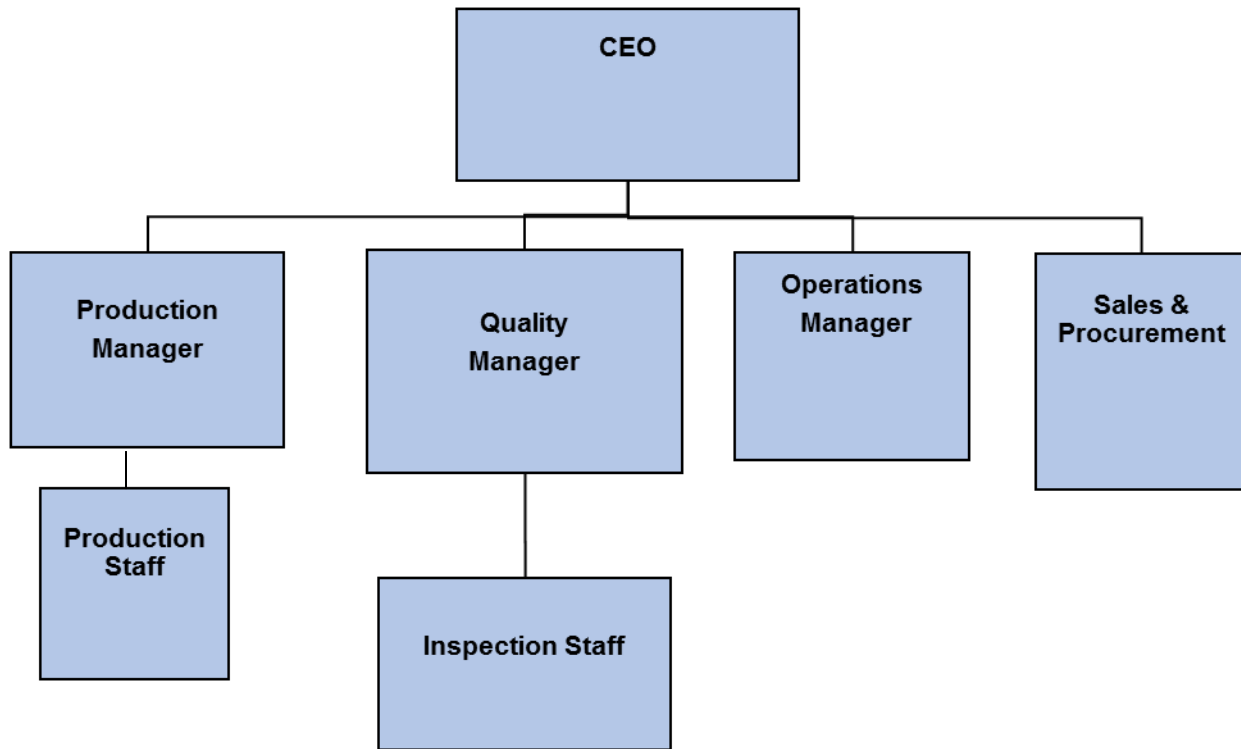 CEO
Production
Manager
Quality
Manager
Operations
Manager
Sales &
Procurement
Production
Staff
Inspection Staff